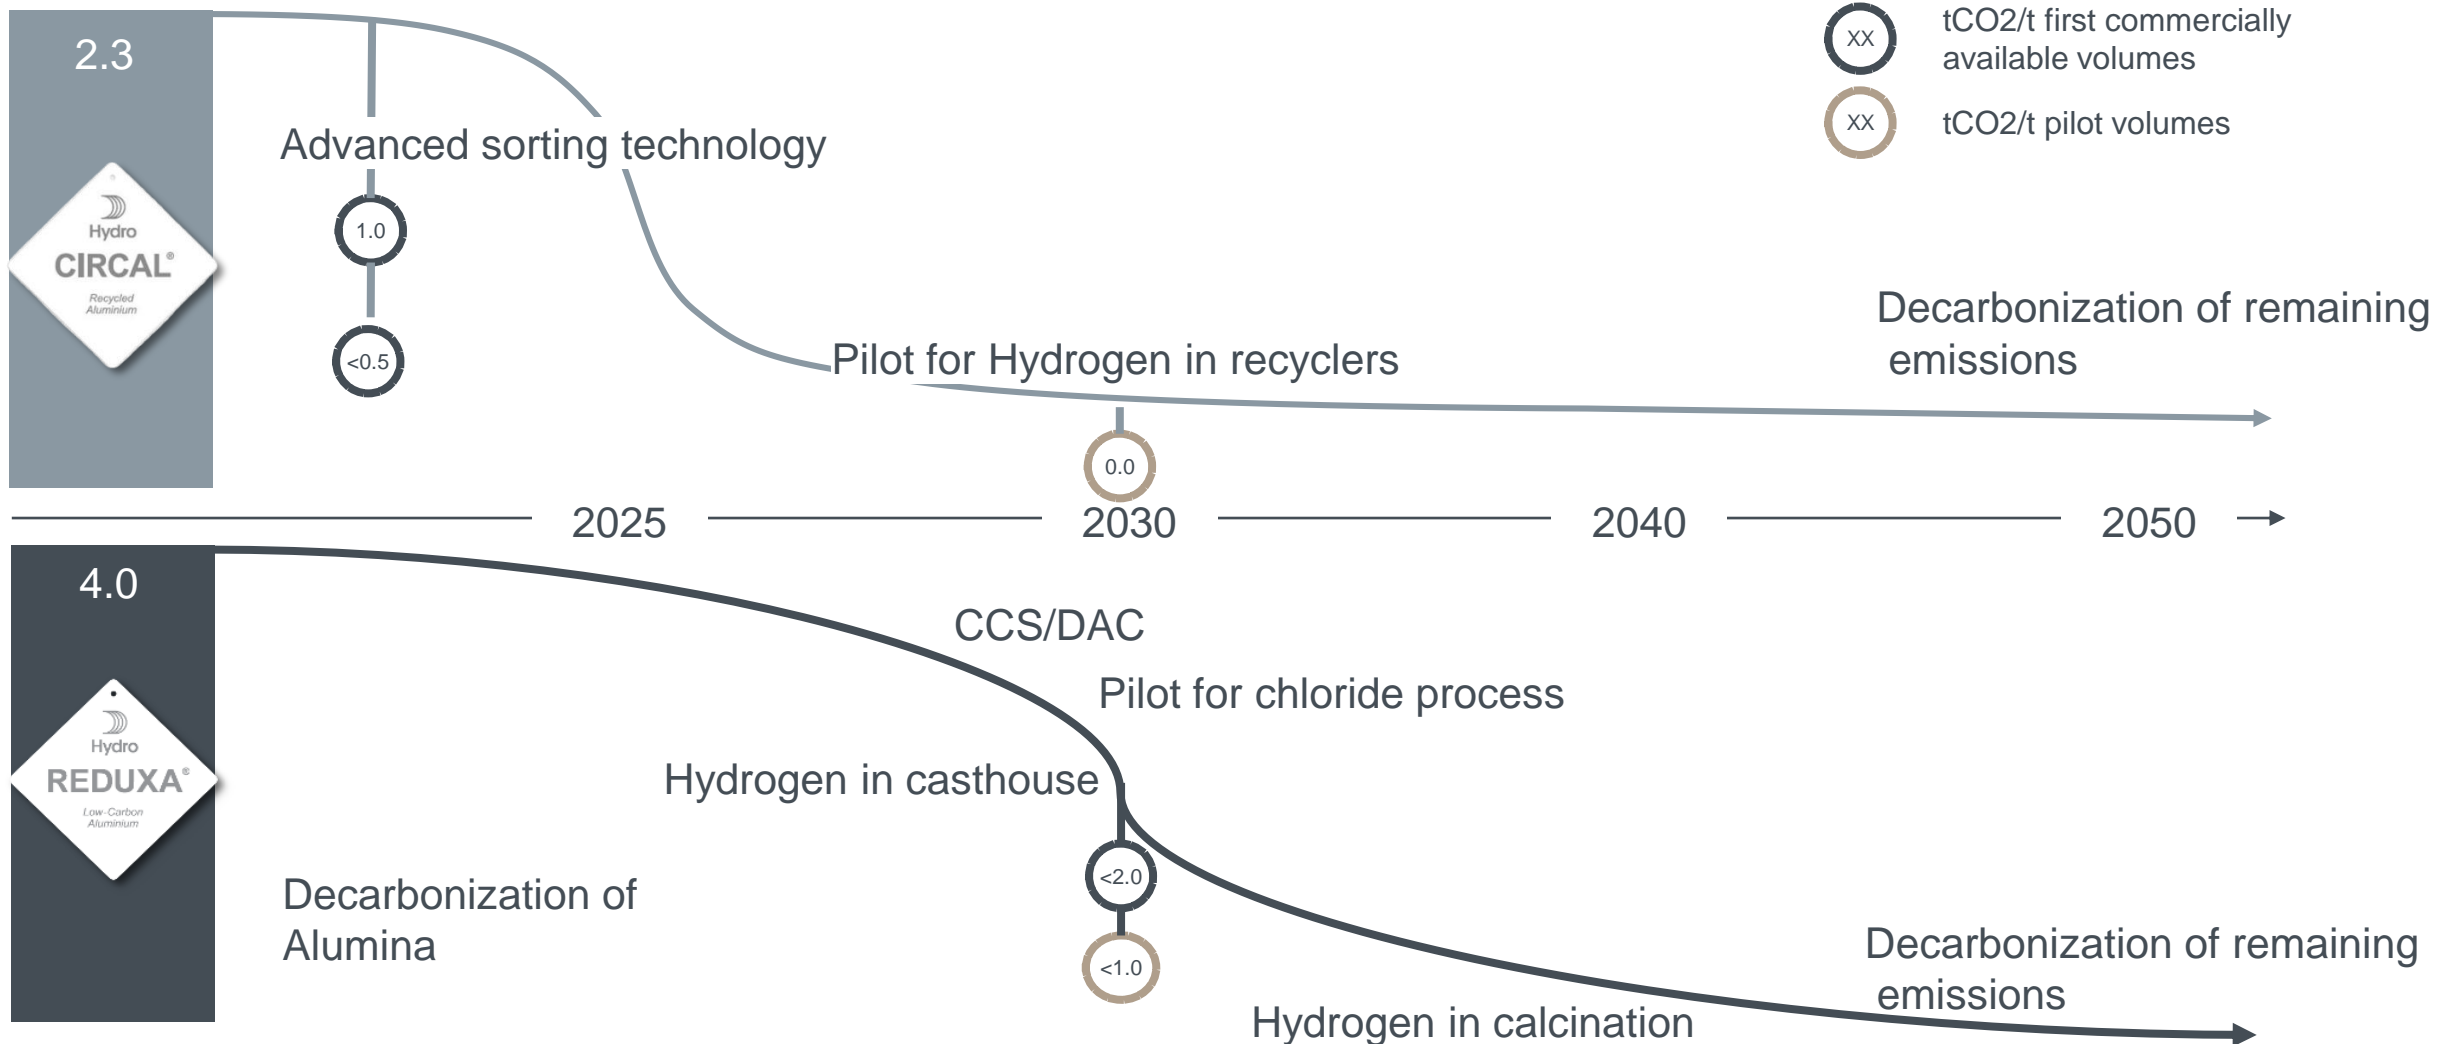 2.3
Hydro
CIRCAL®
Recycled
Aluminium
Advanced sorting technology
1.0
<0.5
XX
tCO2/t first commercially
available volumes
XX
tCO2/t pilot volumes
Pilot for Hydrogen in recyclers
0.0
Decarbonization of remaining
emissions
2025
2030
2040
2050
4.0
Hydro
REDUXA®
Low-Carbon
Aluminium
CCS/DAC
Pilot for chloride process
Hydrogen in casthouse
<2.0
<1.0
Decarbonization of
Alumina
Decarbonization of remaining
emissions
Hydrogen in calcination